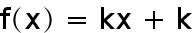 f(x) = kx + k